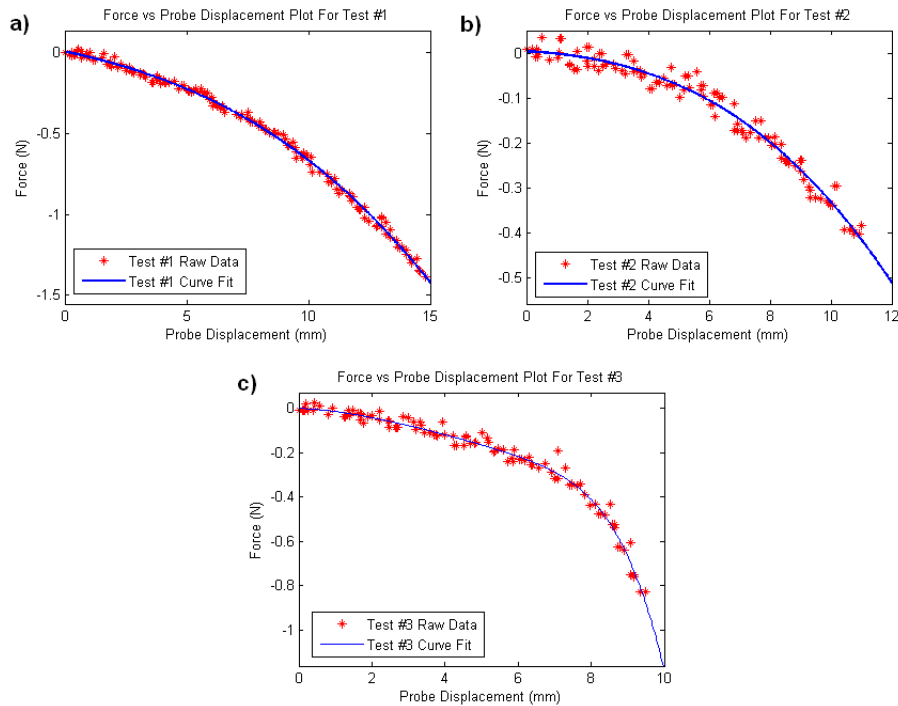 a)
Force vs Probe Displacement Plot For Test #1
0
-0.5
-1
-1.5
Force (N)
Test #1 Raw Data
Test #1 Curve Fit
0 5 10 15
Probe Displacement (mm)
b)
Force vs Probe Displacement Plot For Test #2
0
-0.1
-0.2
-0.3
-0.4
-0.5
Force (N)
Test #2 Raw Data
Test #2 Curve Fit
0 2 4 6 8 10 12
Probe Displacement (mm)
c)
Force vs Probe Displacement Plot For Test #3
0
-0.2
-0.4
-0.6
-0.8
-1
Force (N)
Test #3 Raw Data
Test #3 Curve Fit
0 2 4 6 8 10
Probe Displacement (mm)